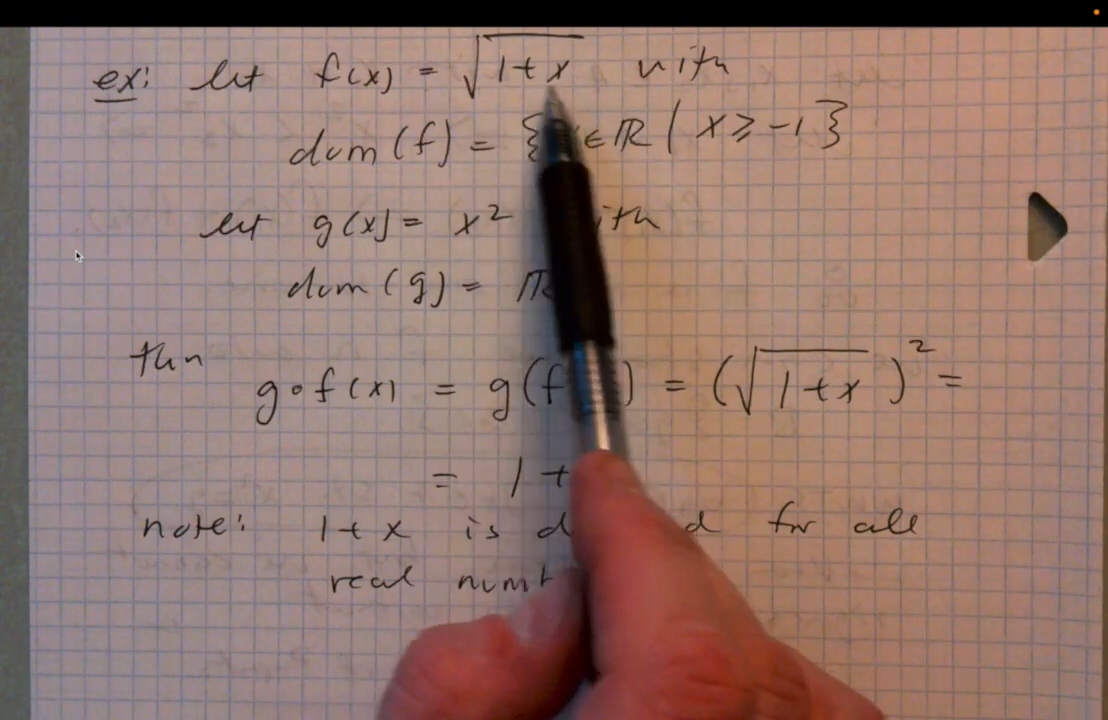 ex: let f(x) = √1+x with
dom(f) = { ∈ ℝ | x ≥ -1 }
let g(x) = x²
dom(g) = ℝ
then
g∘f(x) = g(f ) = (√1+x)² =
= 1+
note: 1+x is for all
real